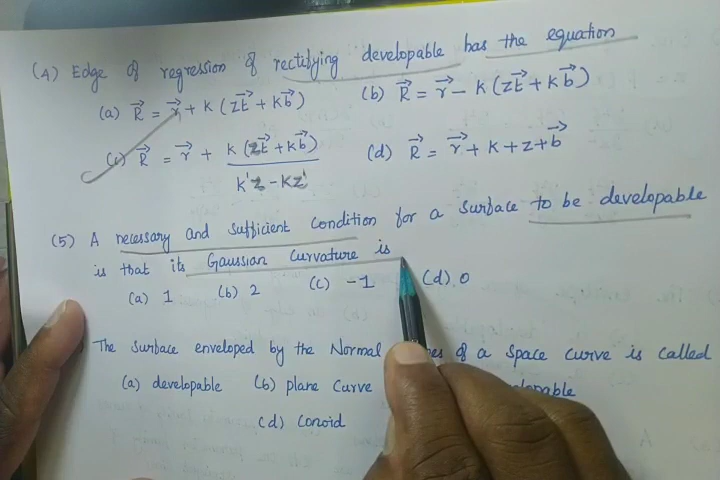 (4) Edge of regression of rectifying developable has the equation
(a) R⃗ = r⃗ + k (zt⃗ + kb⃗) (b) R⃗ = r⃗ - k (zt⃗ + kb⃗)
(c) R⃗ = r⃗ + k (zt⃗ + kb⃗) / k'z - kz' (d) R⃗ = r⃗ + k + z + b⃗
(5) A necessary and sufficient condition for a surface to be developable
is that its Gaussian curvature is
(a) 1 (b) 2 (c) -1 (d) 0
The surface enveloped by the Normal of a space curve is called
(a) developable (b) plane curve
(d) conoid